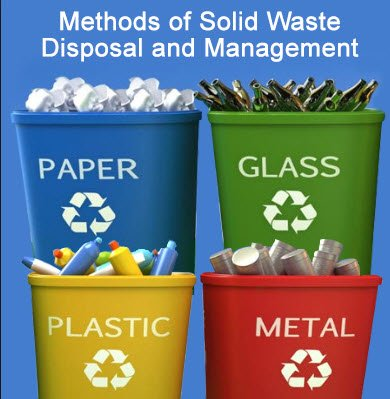 Methods of Solid Waste
Disposal and Management
PAPER
GLASS
PLASTIC
METAL